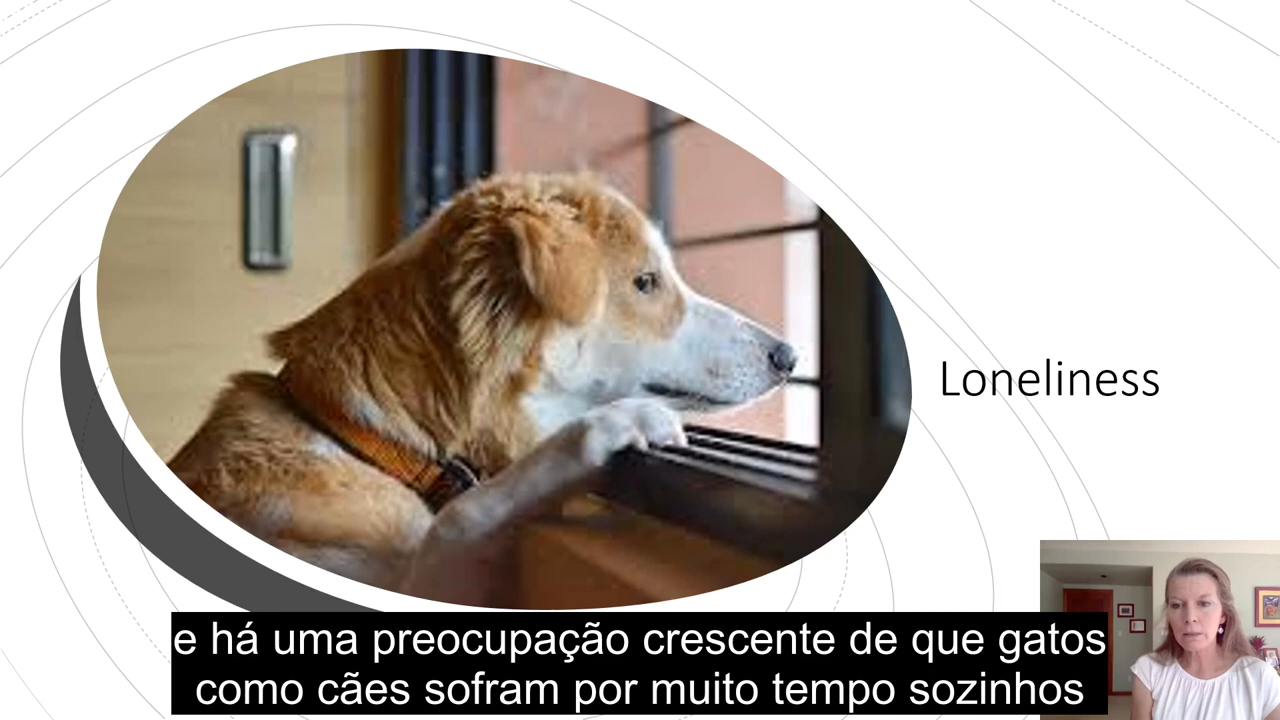 Loneliness
e há uma preocupação crescente de que gatos
como cães sofram por muito tempo sozinhos